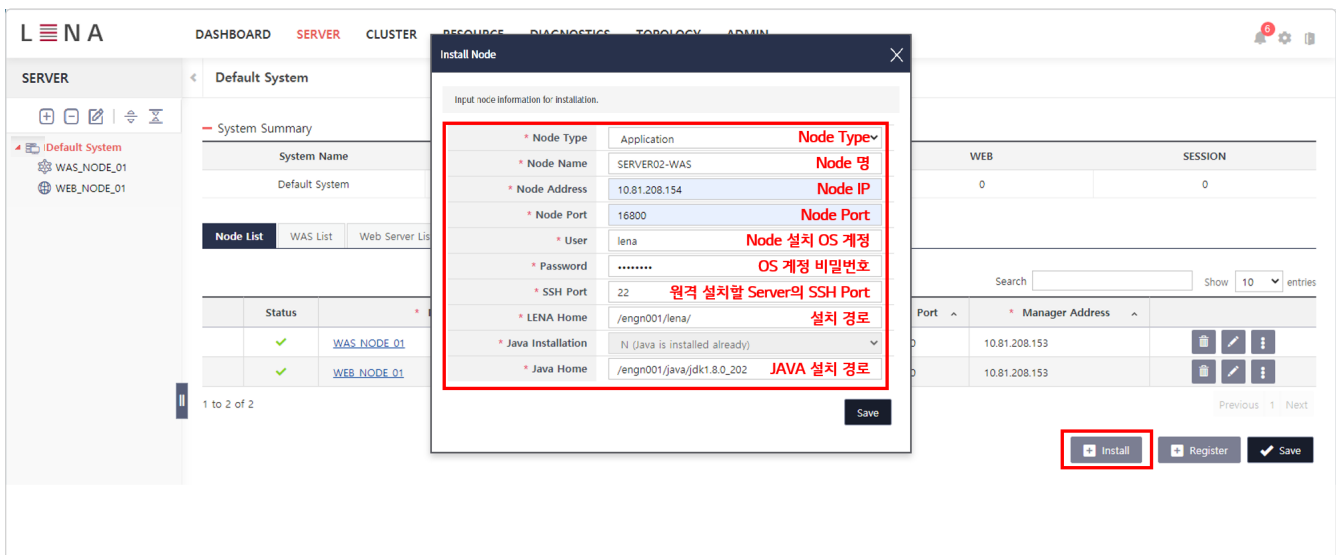 LENA
DASHBOARD SERVER CLUSTER RESOURCE DIAGNOSTICS TOPOLOGY ADMIN
6
Install Node
SERVER
Default System
Input node information for installation.
System Summary
Default System
WAS_NODE_01
WEB_NODE_01
System Name WEB SESSION
Default System 0 0
* Node Type Application Node Type
* Node Name SERVER02-WAS Node 명
* Node Address 10.81.208.154 Node IP
* Node Port 16800 Node Port
* User lena Node 설치 OS 계정
* Password •••••••• OS 계정 비밀번호
* SSH Port 22 원격 설치할 Server의 SSH Port
* LENA Home /engn001/lena/ 설치 경로
* Java Installation N (Java is installed already)
* Java Home /engn001/java/jdk1.8.0_202 JAVA 설치 경로
Save
Node List WAS List Web Server Lis
Search Show 10 entries
Status * Port * Manager Address
WAS_NODE_01 10.81.208.153
WEB_NODE_01 10.81.208.153
1 to 2 of 2 Previous 1 Next
Install Register Save